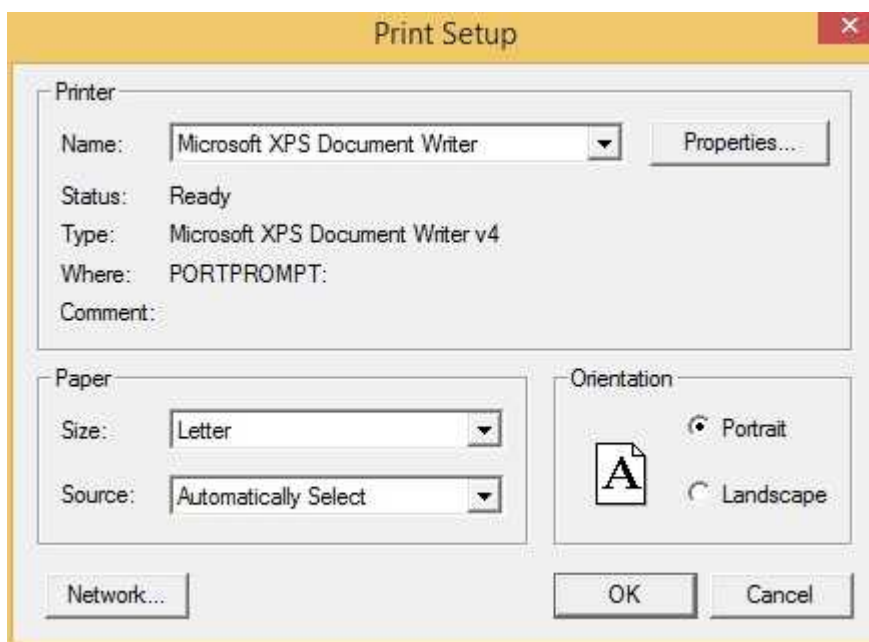 Print Setup
Printer
Name: Microsoft XPS Document Writer Properties...
Status: Ready
Type: Microsoft XPS Document Writer v4
Where: PORTPROMPT:
Comment:
Paper
Size: Letter
Source: Automatically Select
Orientation
A
Portrait
Landscape
Network... OK Cancel